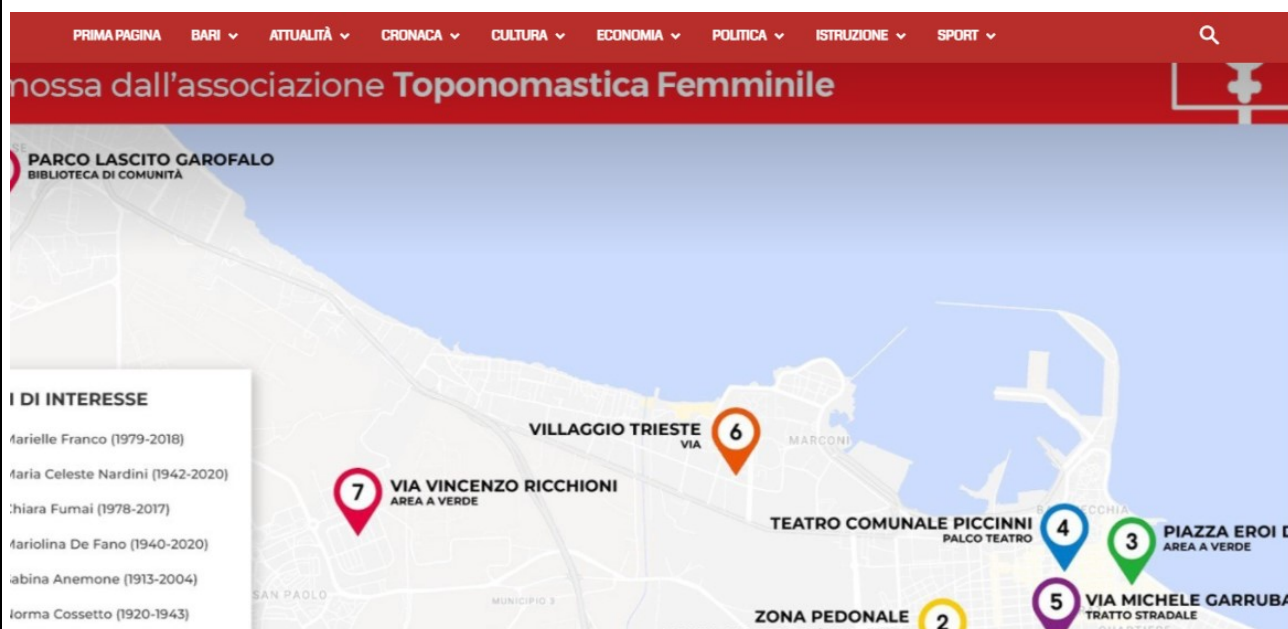 PRIMA PAGINA BARI ATTUALITÀ CRONACA CULTURA ECONOMIA POLITICA ISTRUZIONE SPORT
nossa dall'associazione Toponomastica Femminile
PARCO LASCITO GAROFALO
BIBLIOTECA DI COMUNITÀ
I DI INTERESSE
Marielle Franco (1979-2018)
Maria Celeste Nardini (1942-2020)
Chiara Fumai (1978-2017)
Mariolina De Fano (1940-2020)
Sabina Anemone (1913-2004)
Norma Cossetto (1920-1943)
VILLAGGIO TRIESTE
VIA
6
MARCONI
7
VIA VINCENZO RICCHIONI
AREA A VERDE
TEATRO COMUNALE PICCINNI
PALCO TEATRO
4
3
PIAZZA EROI D
AREA A VERDE
SAN PAOLO
MUNICIPIO 3
5
VIA MICHELE GARRUBA
TRATTO STRADALE
ZONA PEDONALE
2